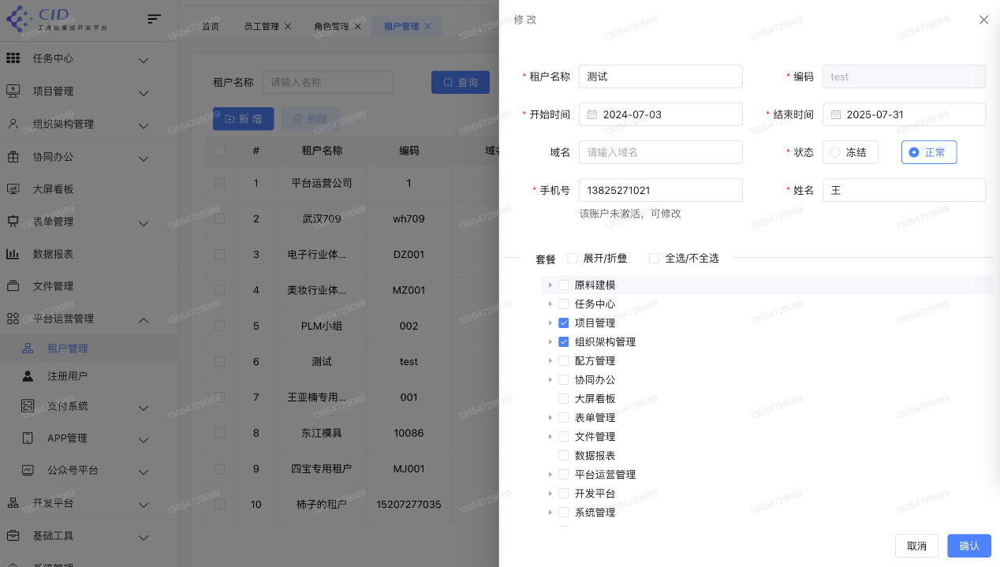 CID
工具链集成开发平台
任务中心
项目管理
组织架构管理
协同办公
大屏看板
表单管理
数据报表
文件管理
平台运营管理
租户管理
注册用户
支付系统
APP管理
公众号平台
开发平台
基础工具
系统管理
首页 员工管理 角色管理 租户管理
租户名称 请输入名称 查询
新 增 删除
# 租户名称 编码 域名
1 平台运营公司 1
2 武汉709 wh709
3 电子行业体... DZ001
4 美妆行业体... MZ001
5 PLM小组 002
6 测试 test
7 王亚楠专用... 001
8 东江模具 10086
9 四宝专用租户 MJ001
10 柿子的租户 15207277035
修改
* 租户名称 测试 * 编码 test
* 开始时间 2024-07-03 * 结束时间 2025-07-31
域名 请输入域名 * 状态 冻结 正常
* 手机号 13825271021 * 姓名 王
该账户未激活，可修改
套餐 展开/折叠 全选/不全选
原料建模
任务中心
项目管理
组织架构管理
配方管理
协同办公
大屏看板
表单管理
文件管理
数据报表
平台运营管理
开发平台
系统管理
取消 确认
13054729089